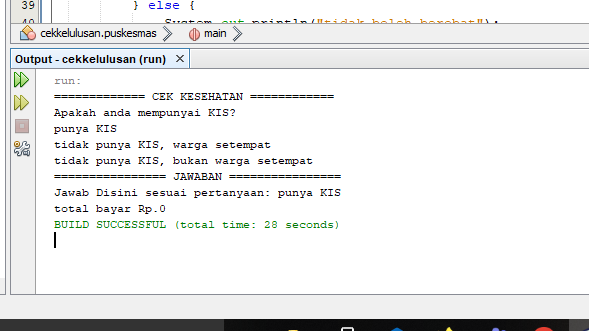 39
} else {
40
System.out.println("tidak boleh berobat");
cekkelulusan.puskesmas
main
Output - cekkelulusan (run)
run:
============= CEK KESEHATAN ============
Apakah anda mempunyai KIS?
punya KIS
tidak punya KIS, warga setempat
tidak punya KIS, bukan warga setempat
================ JAWABAN ================
Jawab Disini sesuai pertanyaan: punya KIS
total bayar Rp.0
BUILD SUCCESSFUL (total time: 28 seconds)